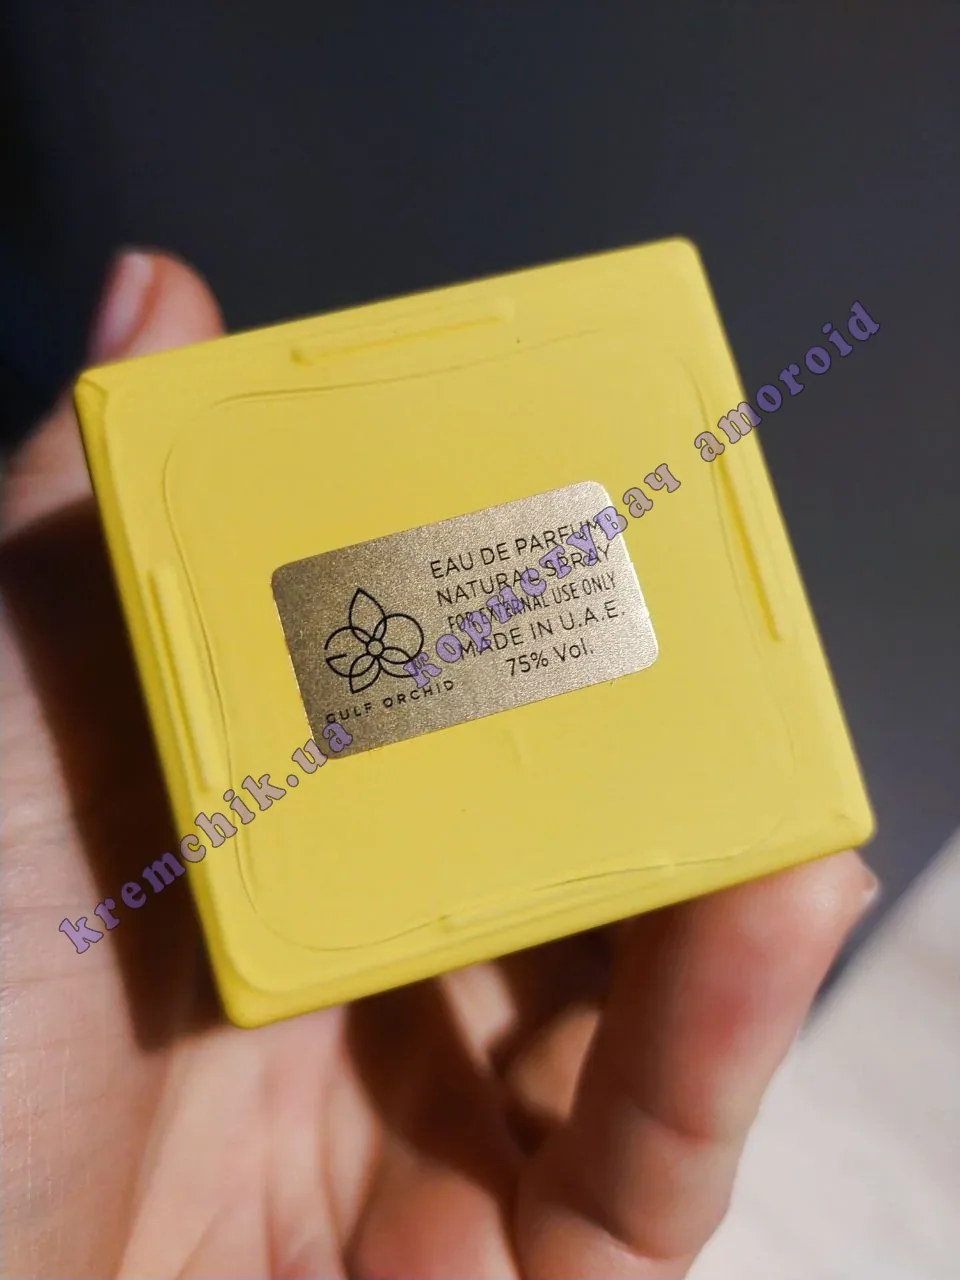 EAU DE PARFUM
NATURAL SPRAY
FOR EXTERNAL USE ONLY
MADE IN U.A.E.
75% Vol.
GULF ORCHID
kremchik.ua користувач amoroid